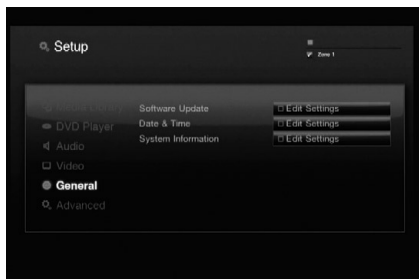 Setup
Zone 1
Software Update
Edit Settings
DVD Player
Date & Time
Edit Settings
Audio
System Information
Edit Settings
Video
General
Advanced